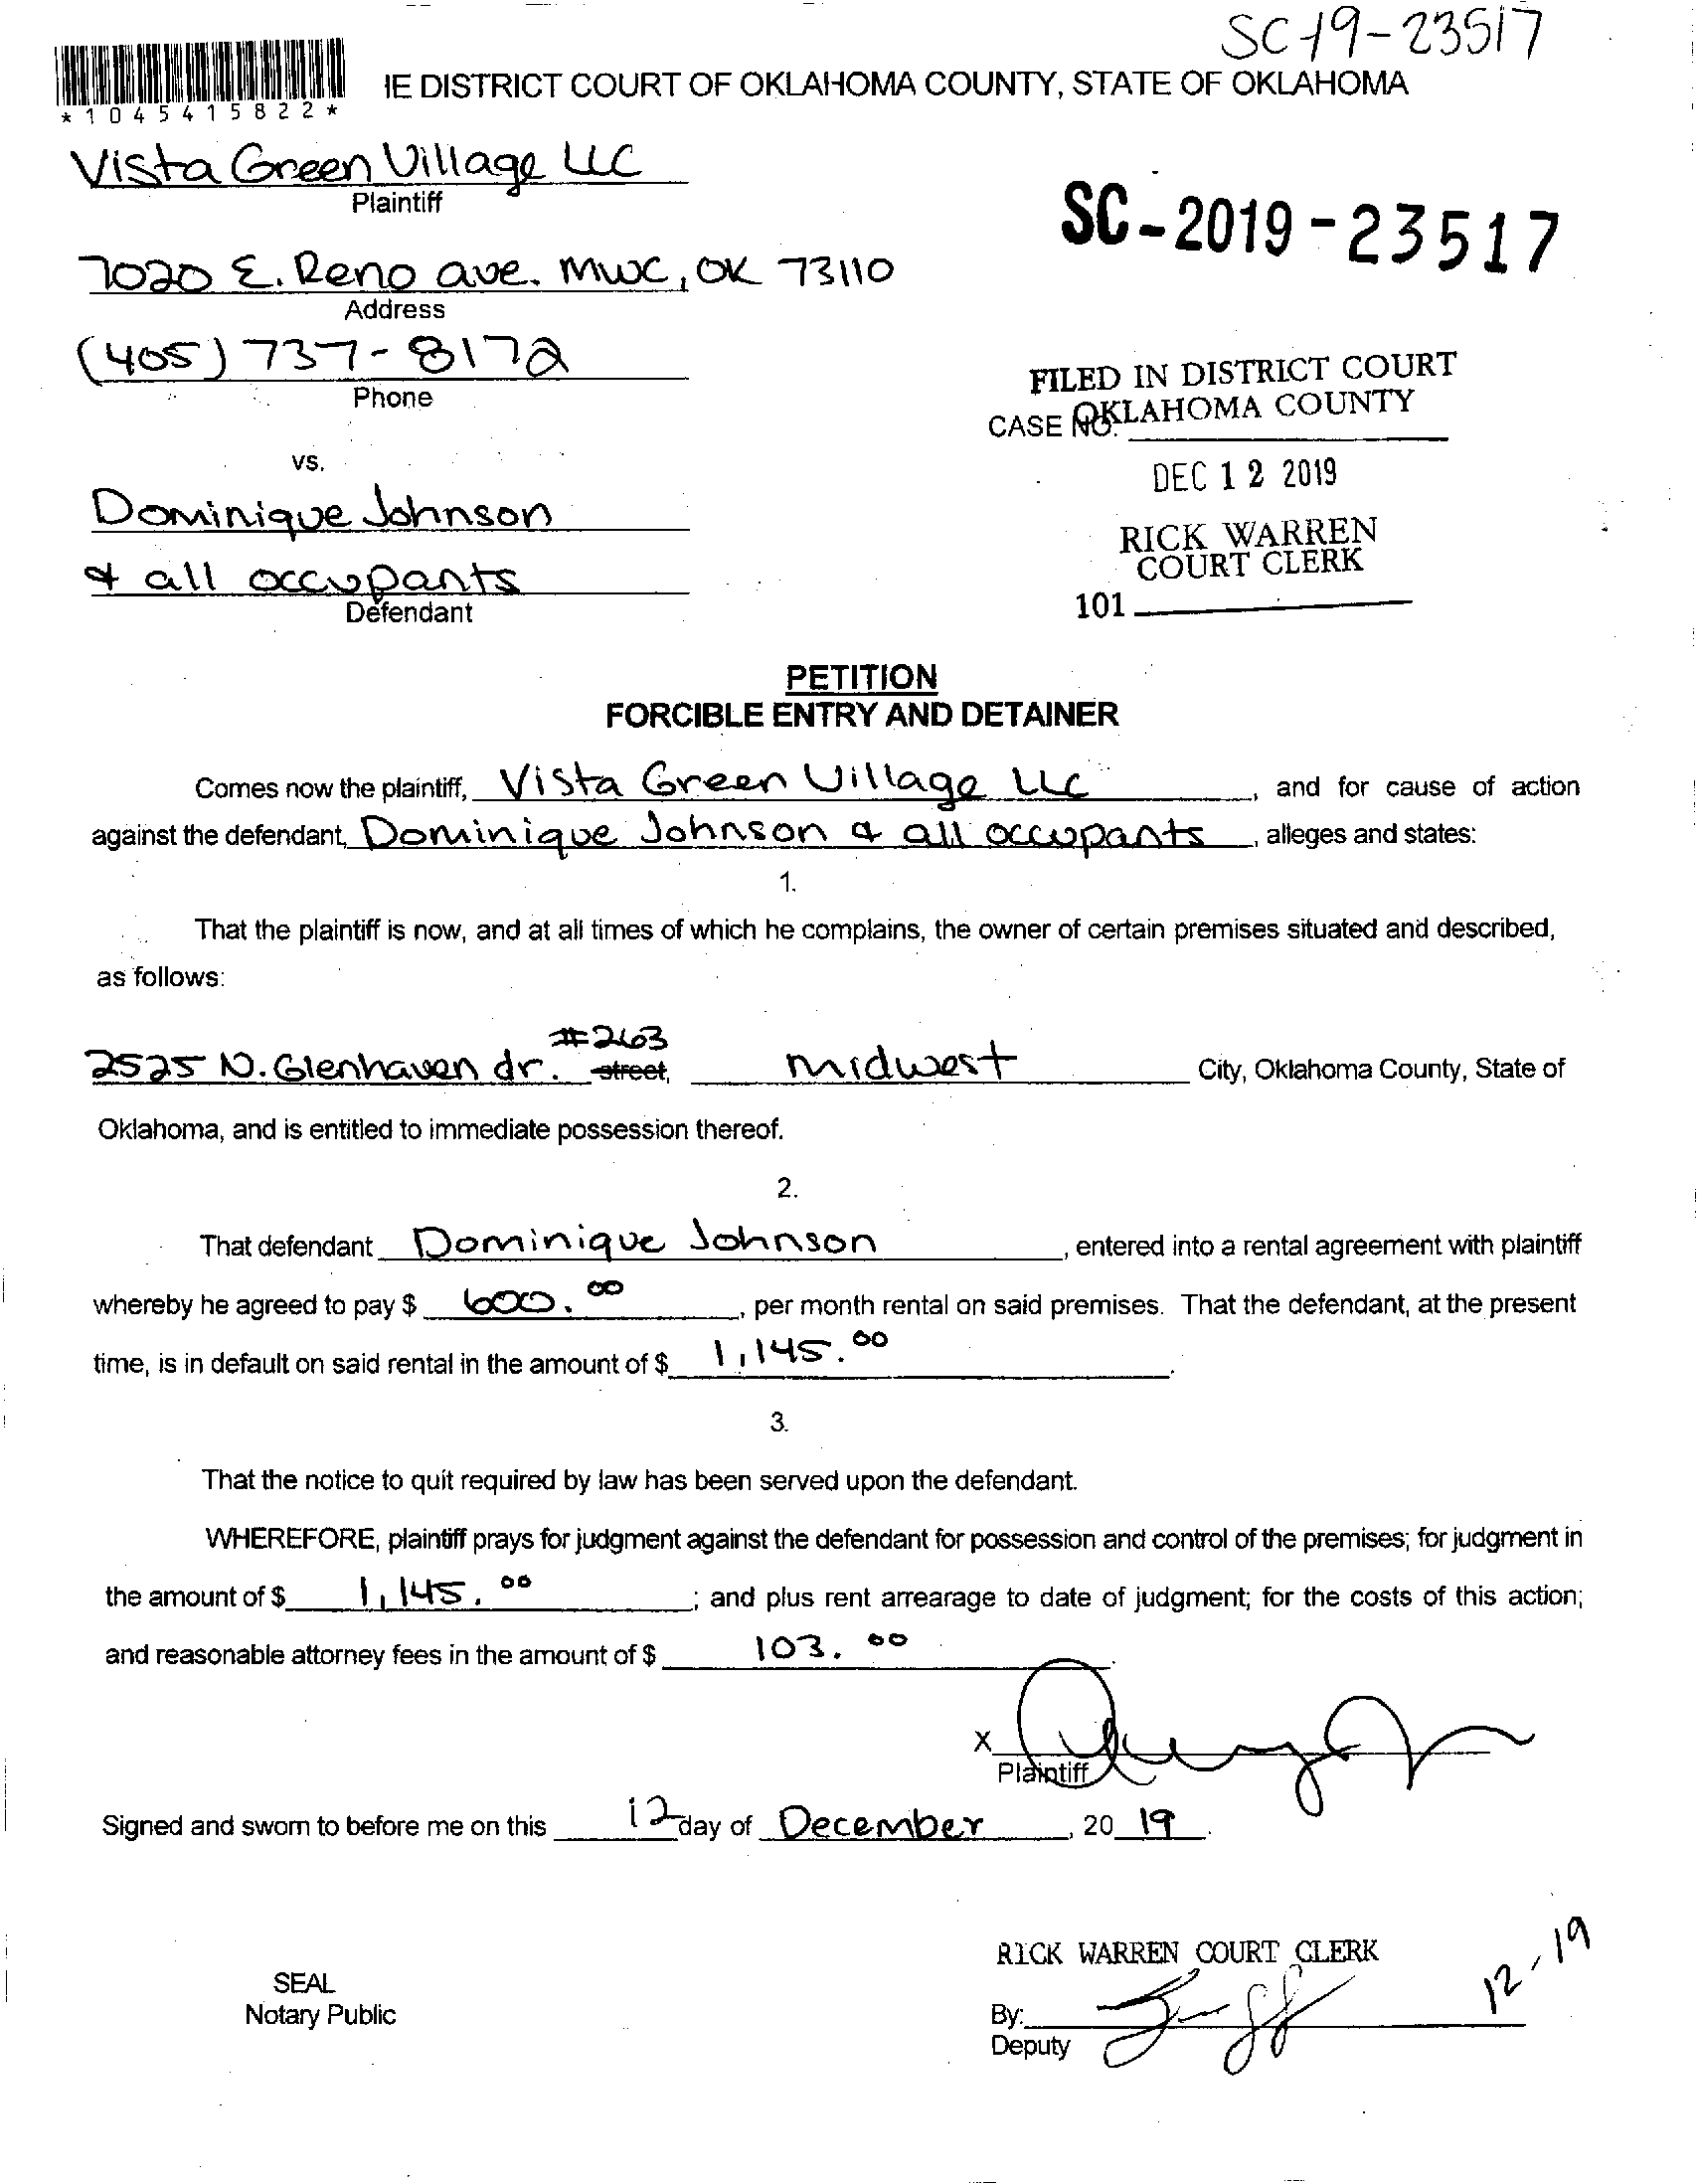 SC-19-23517
IE DISTRICT COURT OF OKLAHOMA COUNTY, STATE OF OKLAHOMA
*1045415822*
Vista Green Village LLC
Plaintiff
SC-2019-23517
7020 E. Reno ave. MWC, OK 73110
Address
(405) 737-8172
Phone
FILED IN DISTRICT COURT
OKLAHOMA COUNTY
CASE NO.
vs.
DEC 12 2019
Dominique Johnson
RICK WARREN
COURT CLERK
& all occupants
Defendant
101
PETITION
FORCIBLE ENTRY AND DETAINER
Comes now the plaintiff, Vista Green Village LLC, and for cause of action
against the defendant, Dominique Johnson & all occupants, alleges and states:
1.
That the plaintiff is now, and at all times of which he complains, the owner of certain premises situated and described,
as follows:
#263
2525 N. Glenhaven dr. street, midwest City, Oklahoma County, State of
Oklahoma, and is entitled to immediate possession thereof.
2.
That defendant Dominique Johnson, entered into a rental agreement with plaintiff
whereby he agreed to pay $ 600.00, per month rental on said premises. That the defendant, at the present
time, is in default on said rental in the amount of $ 1,145.00.
3.
That the notice to quit required by law has been served upon the defendant.
WHEREFORE, plaintiff prays for judgment against the defendant for possession and control of the premises; for judgment in
the amount of $ 1,145.00; and plus rent arrearage to date of judgment; for the costs of this action;
and reasonable attorney fees in the amount of $ 103.00
X
Plaintiff
Signed and sworn to before me on this 12 day of December, 20 19.
RICK WARREN COURT CLERK
12-19
SEAL
Notary Public
By:
Deputy